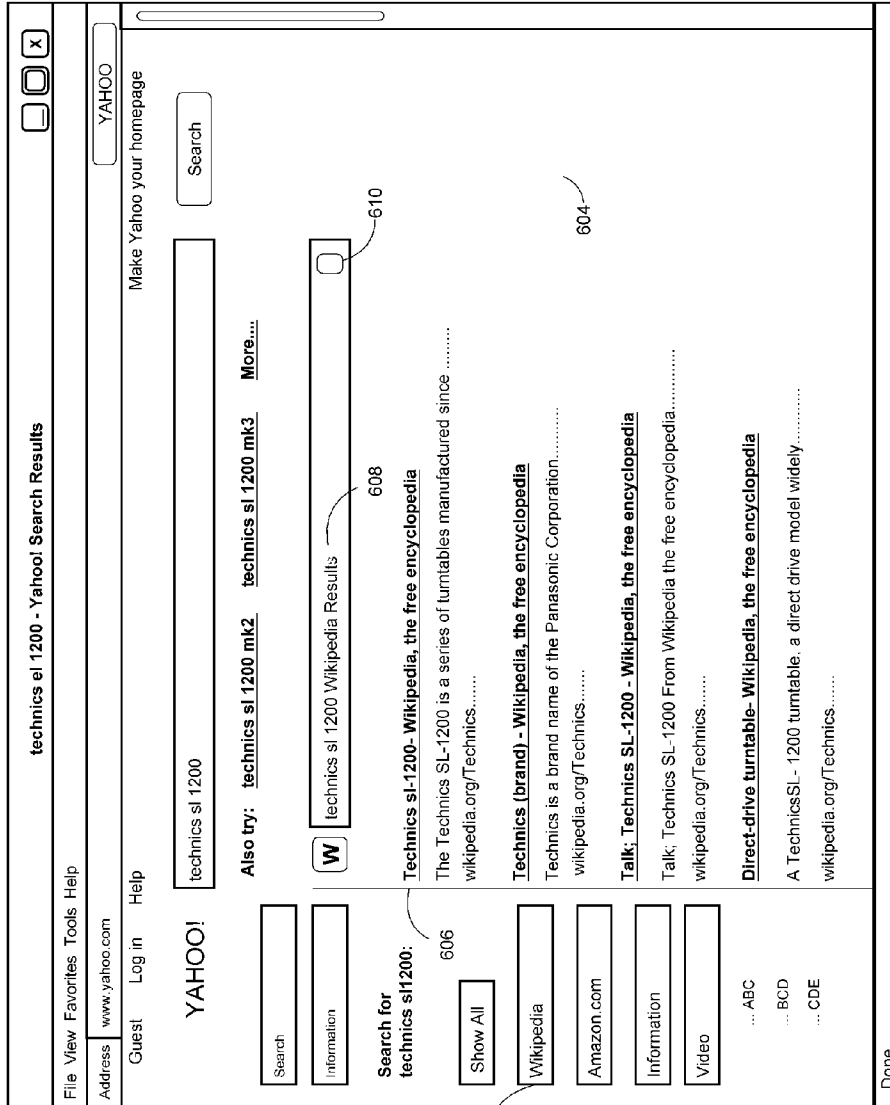 technics el 1200 - Yahoo! Search Results
X
File View Favorites Tools Help
Address www.yahoo.com
YAHOO
Guest Log in Help
Make Yahoo your homepage
YAHOO!
technics sl 1200
Search
Also try: technics sl 1200 mk2 technics sl 1200 mk3 More....
Search
Information
W
technics sl 1200 Wikipedia Results
608
610
Search for
technics sl1200:
606
604
Show All
Wikipedia
Amazon.com
Information
Video
... ABC
... BCD
... CDE
Technics sl-1200- Wikipedia, the free encyclopedia
The Technics SL-1200 is a series of turntables manufactured since ..........
wikipedia.org/Technics.......
Technics (brand) - Wikipedia, the free encyclopedia
Technics is a brand name of the Panasonic Corporation............
wikipedia.org/Technics.......
Talk; Technics SL-1200 - Wikipedia, the free encyclopedia
Talk; Technics SL-1200 From Wikipedia the free encyclopedia..............
wikipedia.org/Technics.......
Direct-drive turntable- Wikipedia, the free encyclopedia
A TechnicsSL- 1200 turntable, a direct drive model widely............
wikipedia.org/Technics.......
Done